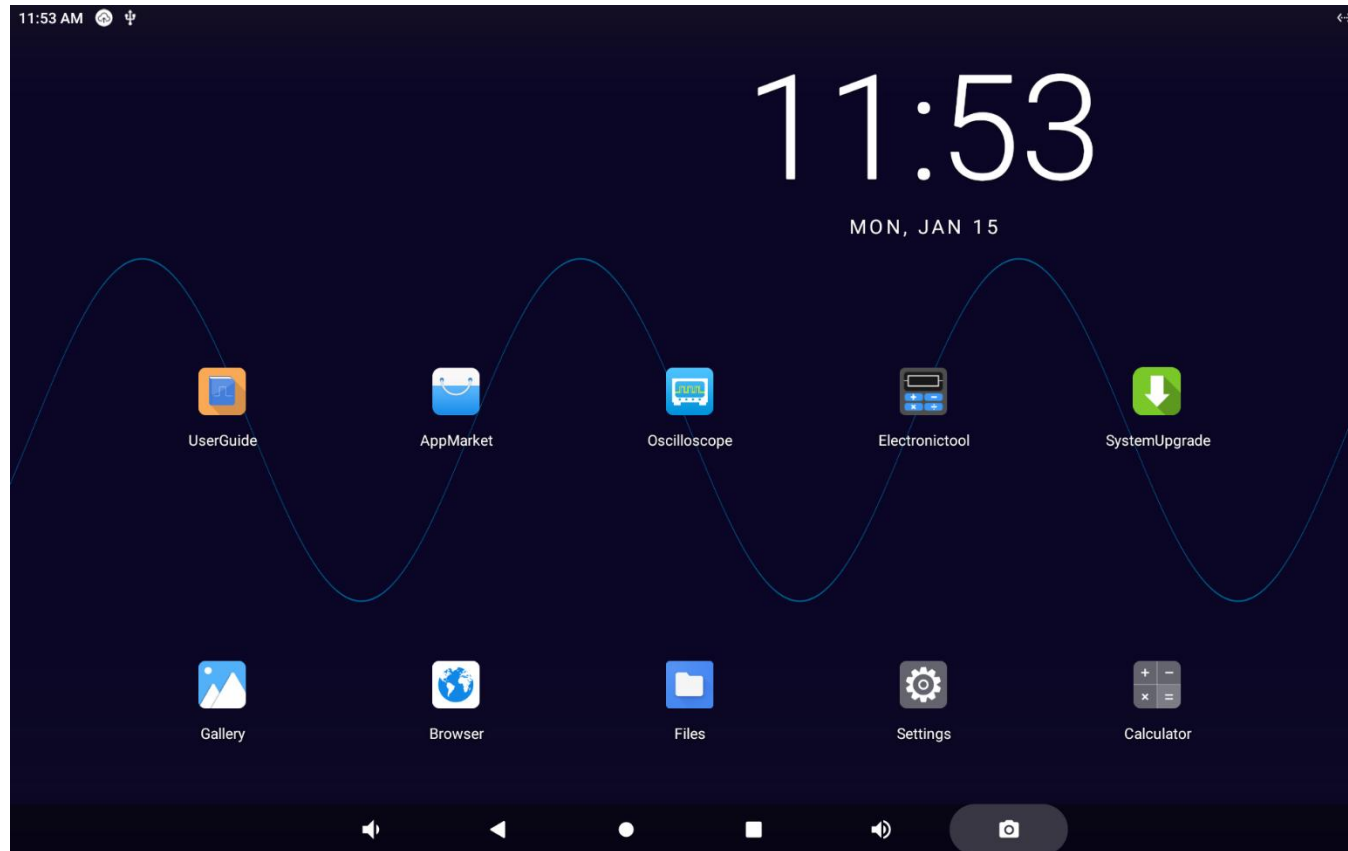 11:53 AM
11:53
MON, JAN 15
UserGuide
AppMarket
Oscilloscope
Electronictool
SystemUpgrade
Gallery
Browser
Files
Settings
Calculator